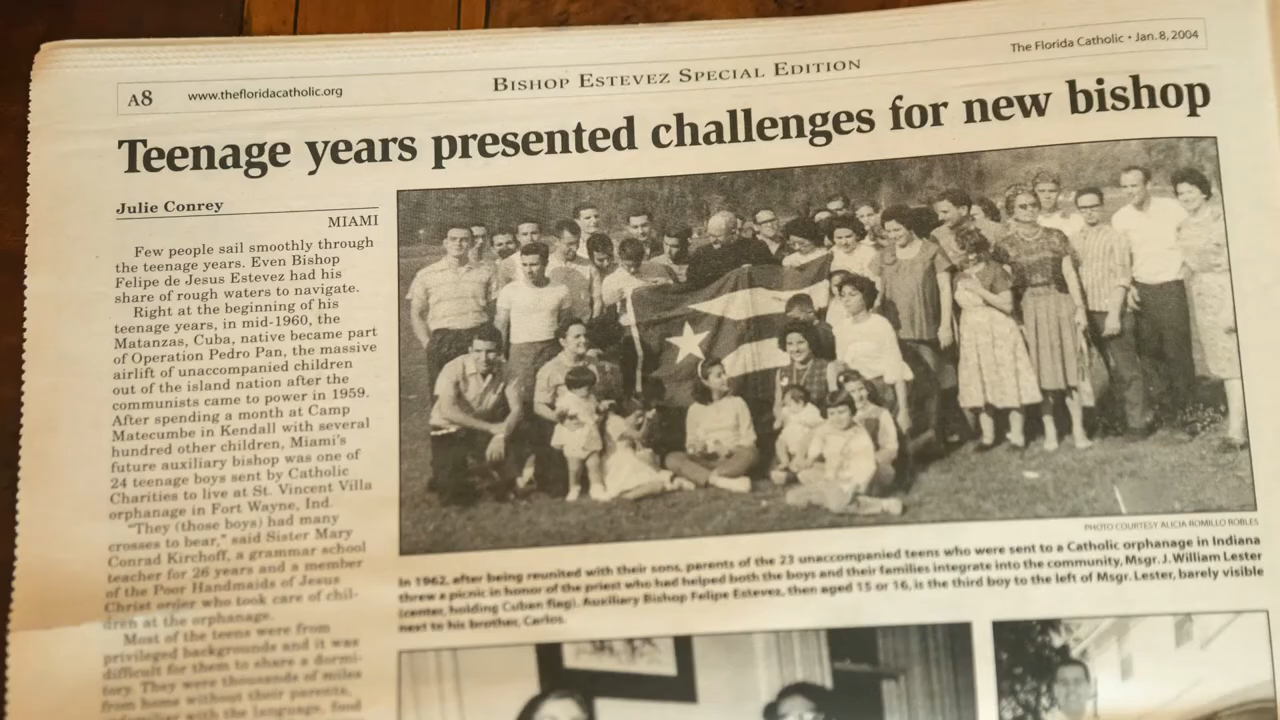 A8
www.thefloridacatholic.org
BISHOP ESTEVEZ SPECIAL EDITION
The Florida Catholic • Jan. 8, 2004
Teenage years presented challenges for new bishop
Julie Conrey
MIAMI
Few people sail smoothly through
the teenage years. Even Bishop
Felipe de Jesus Estevez had his
share of rough waters to navigate.
Right at the beginning of his
teenage years, in mid-1960, the
Matanzas, Cuba, native became part
of Operation Pedro Pan, the massive
airlift of unaccompanied children
out of the island nation after the
communists came to power in 1959.
After spending a month at Camp
Matecumbe in Kendall with several
hundred other children, Miami's
future auxiliary bishop was one of
24 teenage boys sent by Catholic
Charities to live at St. Vincent Villa
orphanage in Fort Wayne, Ind.
"They (those boys) had many
crosses to bear," said Sister Mary
Conrad Kirchoff, a grammar school
teacher for 26 years and a member
of the Poor Handmaids of Jesus
Christ order who took care of chil-
dren at the orphanage.
Most of the teens were from
privileged backgrounds and it was
difficult for them to share a dormi-
tory. They were thousands of miles
from home without their parents,
unfamiliar with the language, food
PHOTO COURTESY ALICIA ROMILLO ROBLES
In 1962, after being reunited with their sons, parents of the 23 unaccompanied teens who were sent to a Catholic orphanage in Indiana
threw a picnic in honor of the priest who had helped both the boys and their families integrate into the community, Msgr. J. William Lester
(center, holding Cuban flag). Auxiliary Bishop Felipe Estevez, then aged 15 or 16, is the third boy to the left of Msgr. Lester, barely visible
next to his brother, Carlos.